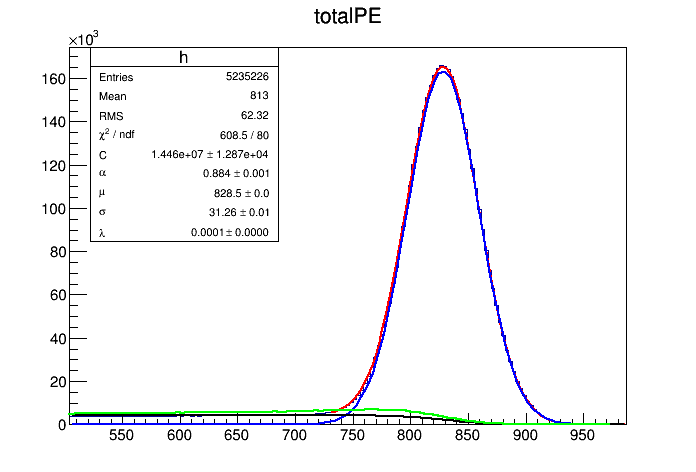 totalPE
×10³
h
Entries 5235226
Mean 813
RMS 62.32
χ² / ndf 608.5 / 80
C 1.446e+07 ± 1.287e+04
α 0.884 ± 0.001
μ 828.5 ± 0.0
σ 31.26 ± 0.01
λ 0.0001 ± 0.0000
160
140
120
100
80
60
40
20
0
550 600 650 700 750 800 850 900 950